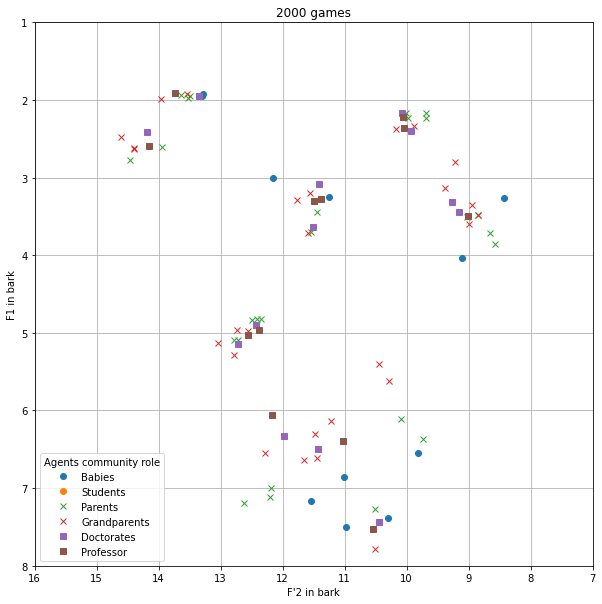 2000 games
1
2
3
4
5
6
7
8
F1 in bark
Agents community role
Babies
Students
Parents
Grandparents
Doctorates
Professor
16 15 14 13 12 11 10 9 8 7
F'2 in bark